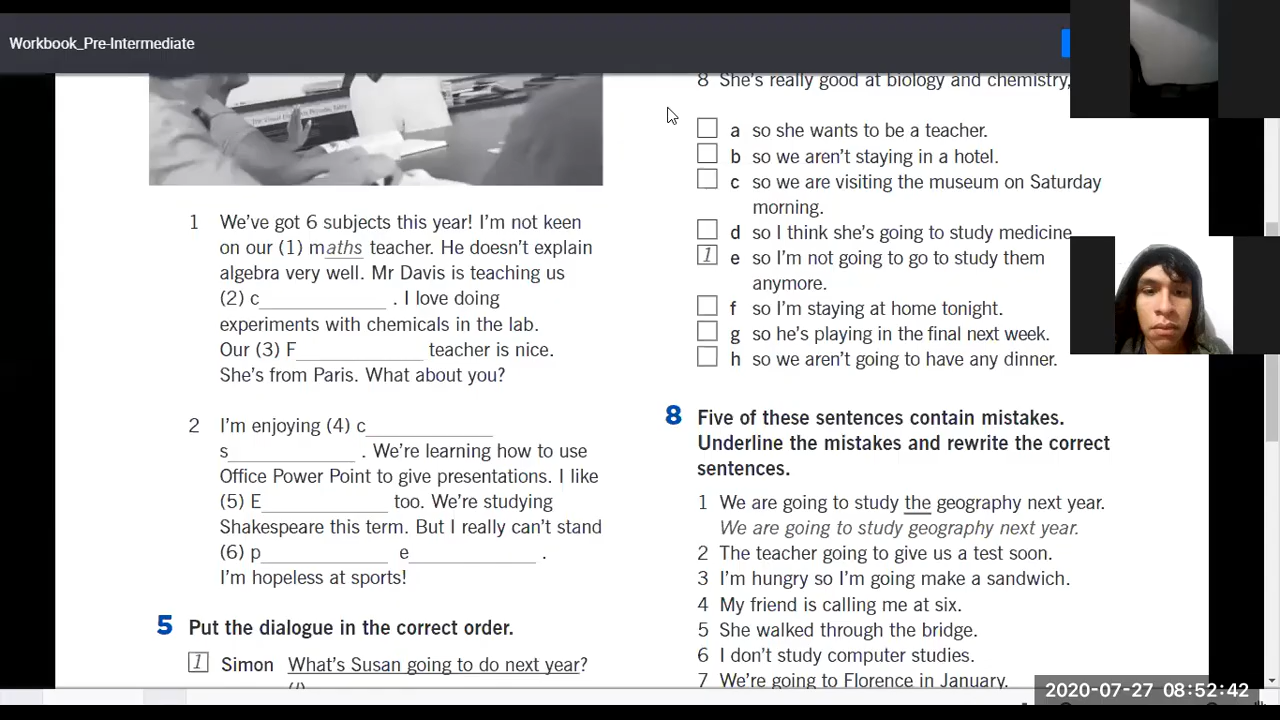 Workbook_Pre-Intermediate
1 We've got 6 subjects this year! I'm not keen
on our (1) maths teacher. He doesn't explain
algebra very well. Mr Davis is teaching us
(2) c______________ . I love doing
experiments with chemicals in the lab.
Our (3) F______________ teacher is nice.
She's from Paris. What about you?
2 I'm enjoying (4) c______________
s______________ . We're learning how to use
Office Power Point to give presentations. I like
(5) E______________ too. We're studying
Shakespeare this term. But I really can't stand
(6) p______________ e______________ .
I'm hopeless at sports!
5 Put the dialogue in the correct order.
1 Simon What's Susan going to do next year?
8 She's really good at biology and chemistry,
a so she wants to be a teacher.
b so we aren't staying in a hotel.
c so we are visiting the museum on Saturday
morning.
d so I think she's going to study medicine
1 e so I'm not going to go to study them
anymore.
f so I'm staying at home tonight.
g so he's playing in the final next week.
h so we aren't going to have any dinner.
8 Five of these sentences contain mistakes.
Underline the mistakes and rewrite the correct
sentences.
1 We are going to study the geography next year.
We are going to study geography next year.
2 The teacher going to give us a test soon.
3 I'm hungry so I'm going make a sandwich.
4 My friend is calling me at six.
5 She walked through the bridge.
6 I don't study computer studies.
7 We're going to Florence in January.
2020-07-27 08:52:42